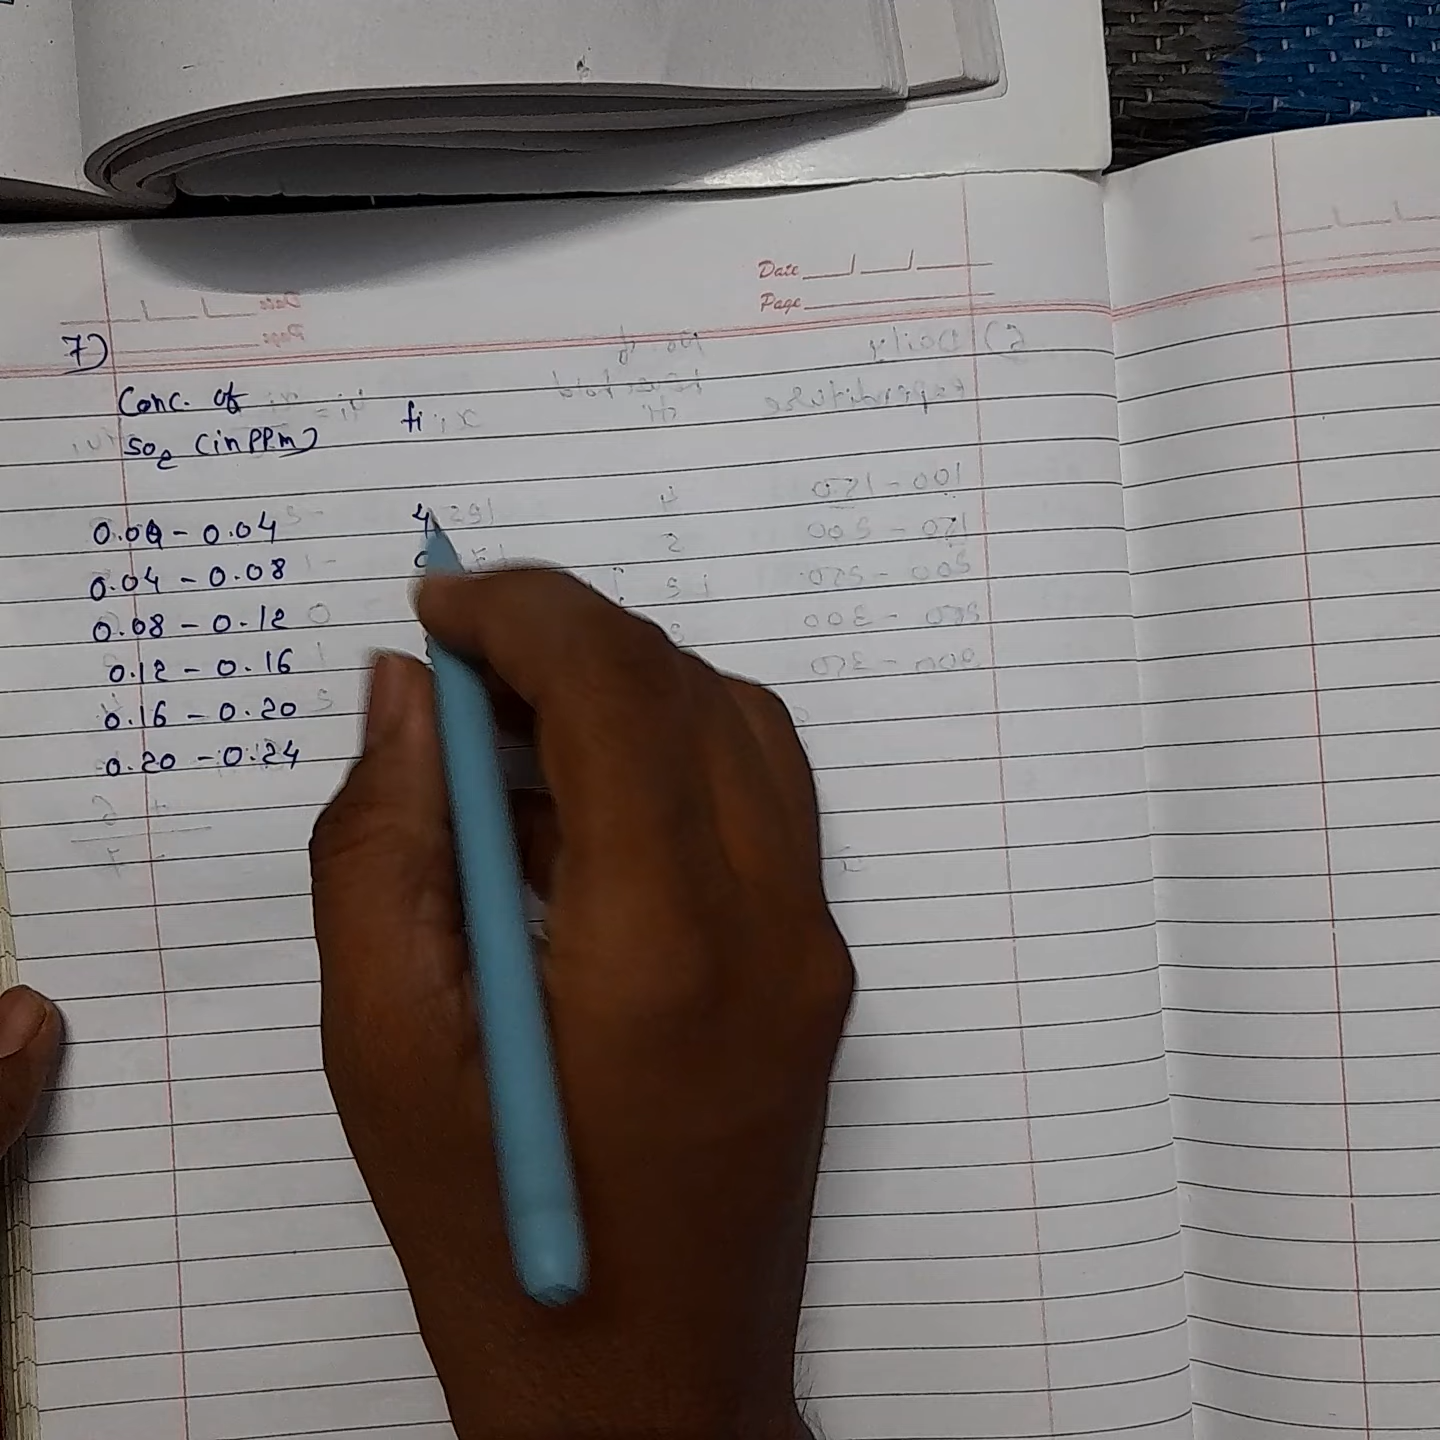 Date
Page
7)
Conc. of
SO2 (in PPm) fi
0.00 - 0.04 4
0.04 - 0.08
0.08 - 0.12
0.12 - 0.16
0.16 - 0.20
0.20 - 0.24